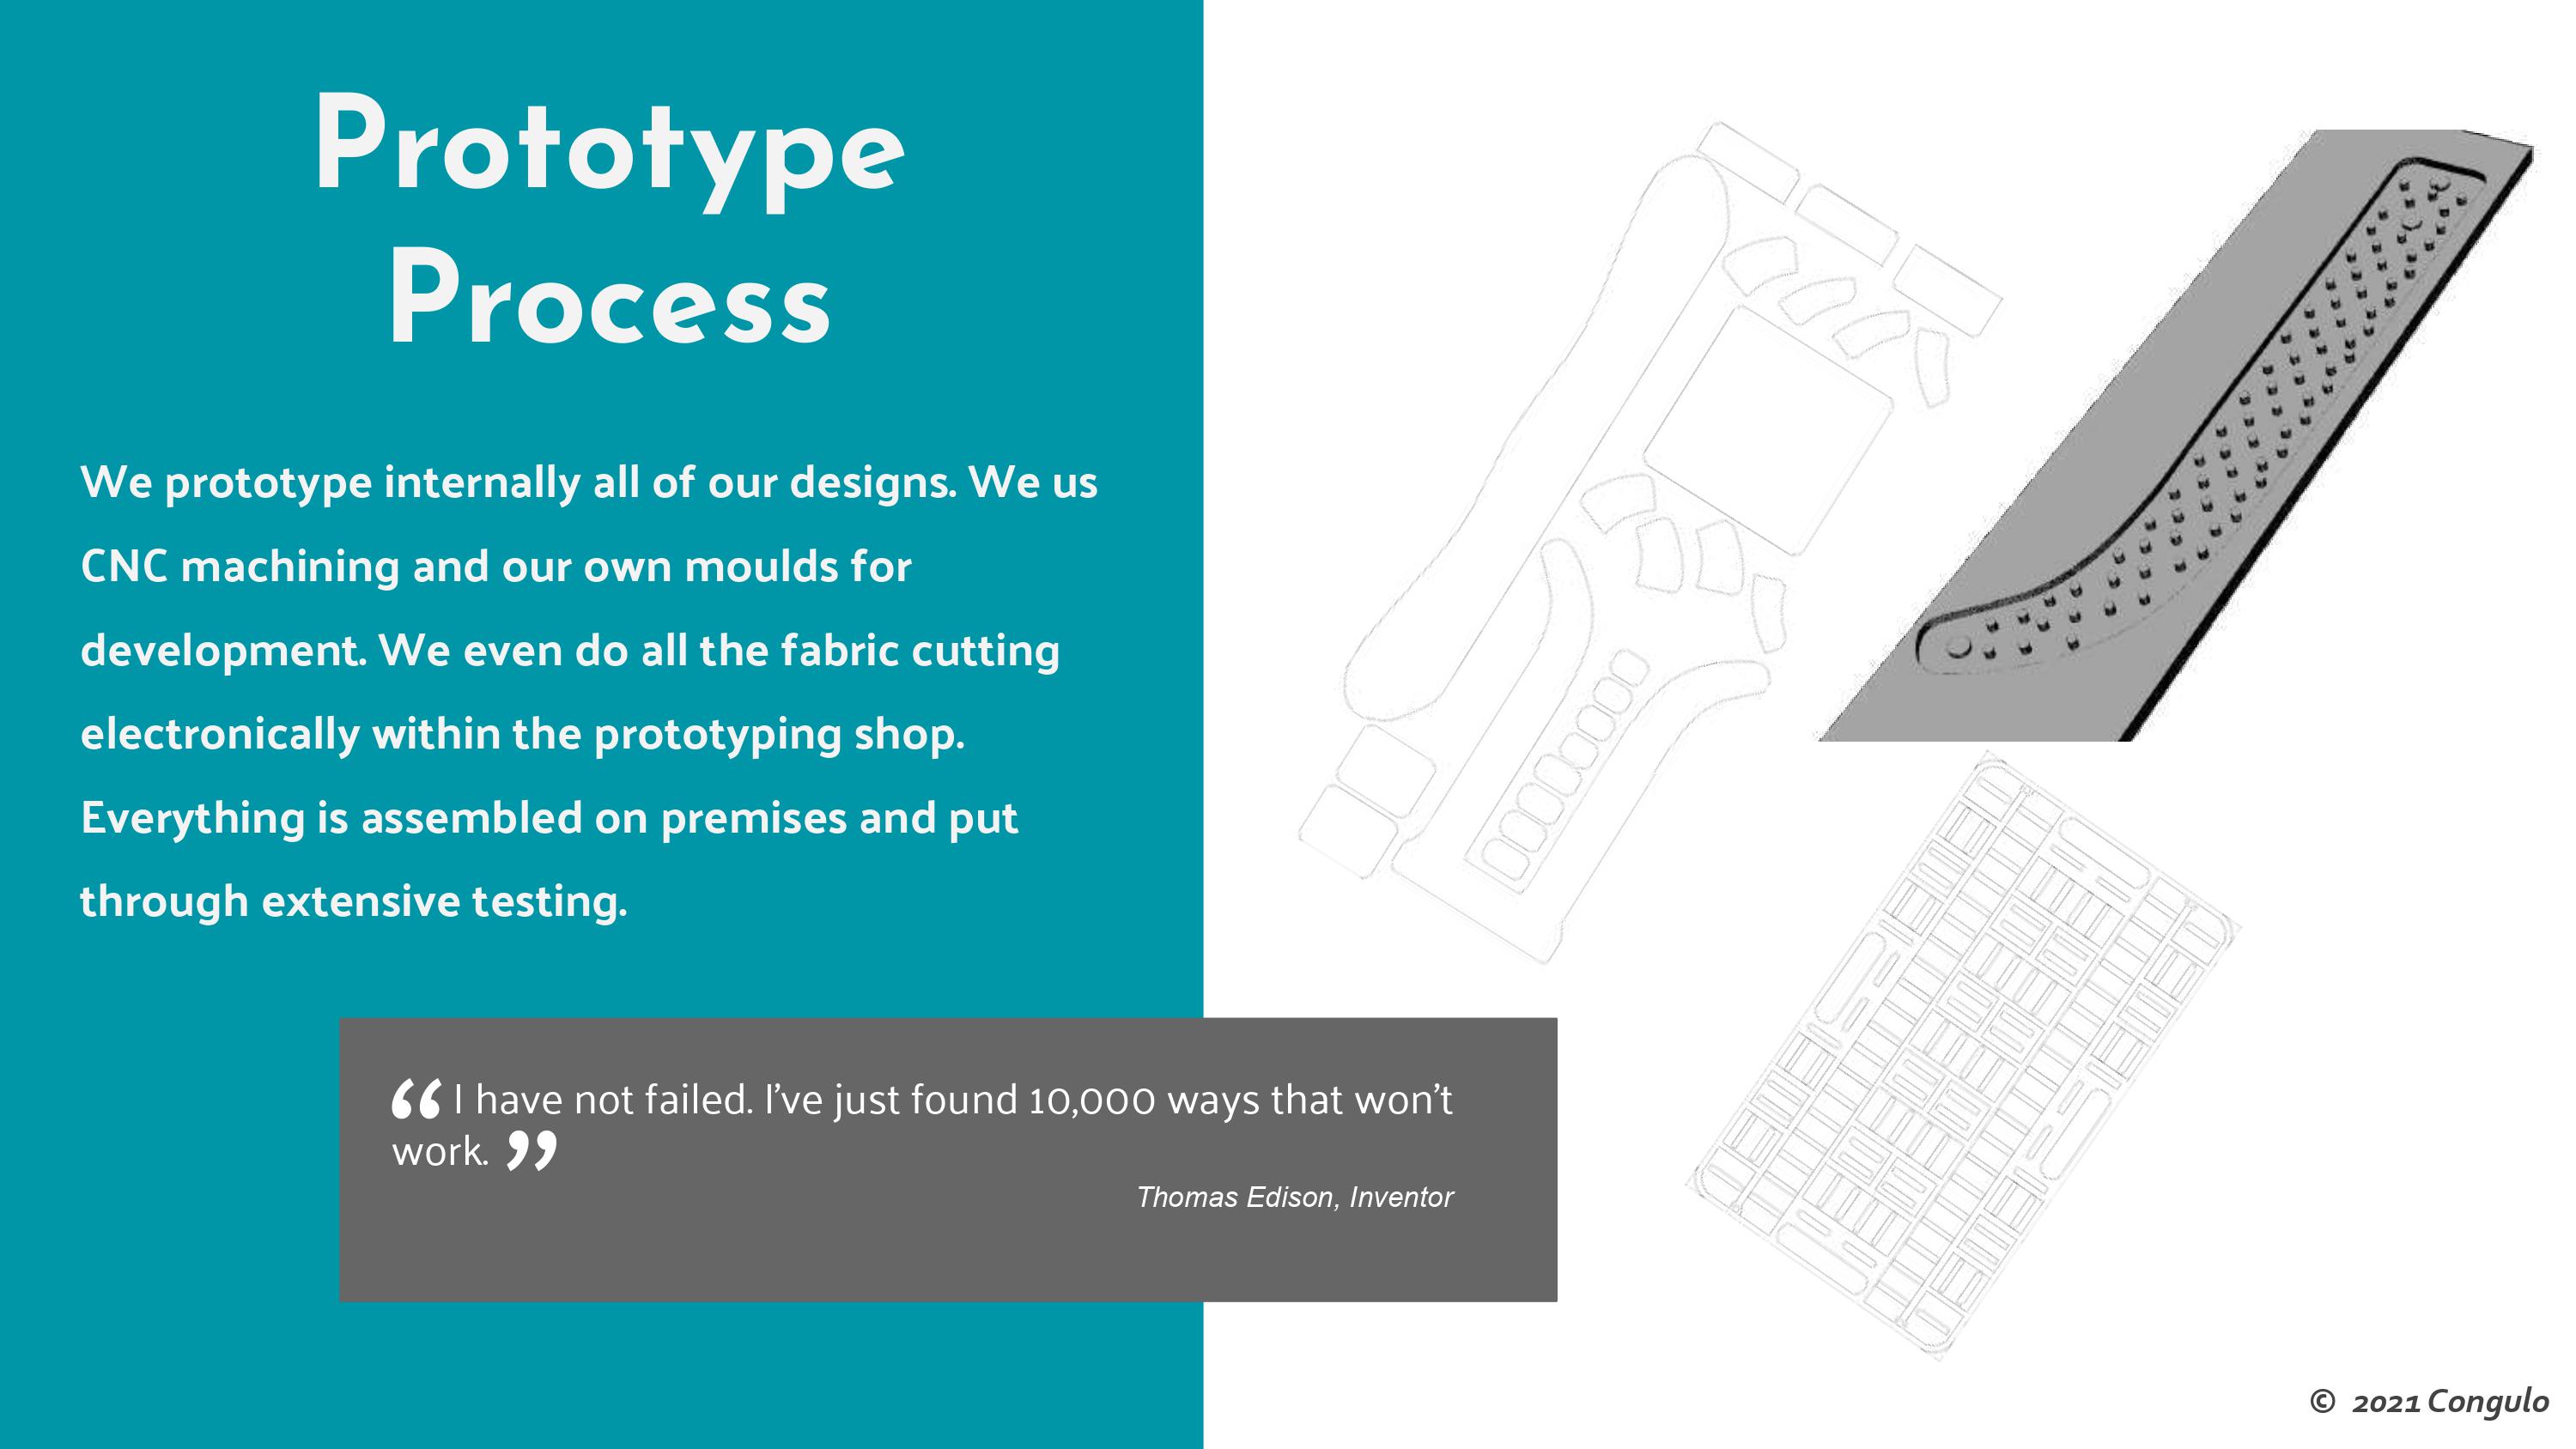 Prototype
Process
We prototype internally all of our designs. We us
CNC machining and our own moulds for
development. We even do all the fabric cutting
electronically within the prototyping shop.
Everything is assembled on premises and put
through extensive testing.
“ I have not failed. I’ve just found 10,000 ways that won’t
work. ”
Thomas Edison, Inventor
© 2021 Congulo